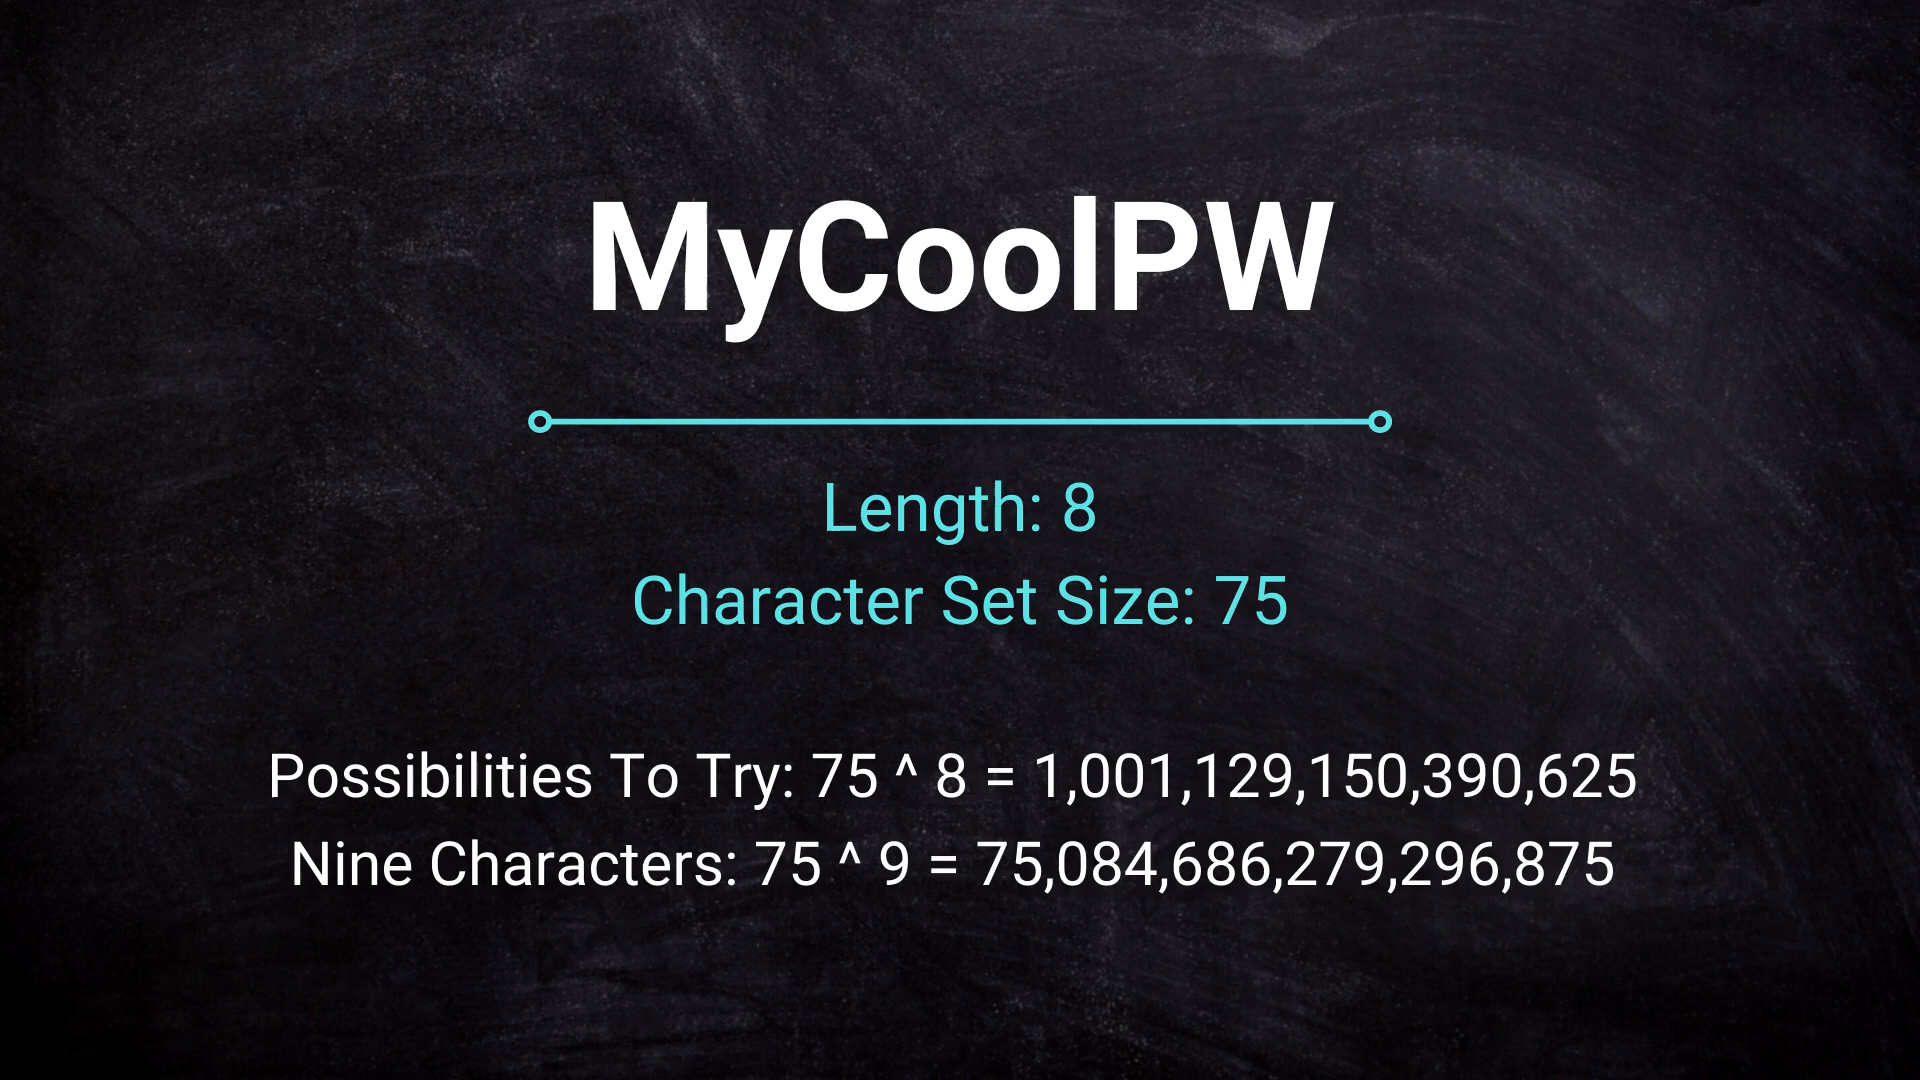 MyCoolPW
Length: 8
Character Set Size: 75
Possibilities To Try: 75 ^ 8 = 1,001,129,150,390,625
Nine Characters: 75 ^ 9 = 75,084,686,279,296,875